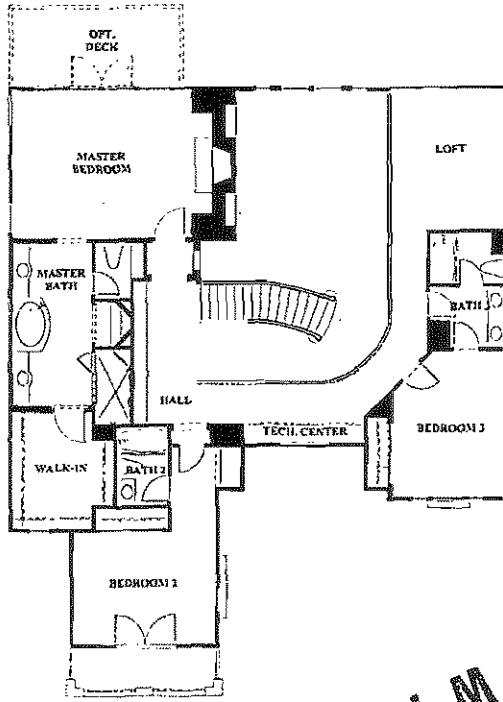 OPT.
DECK
MASTER
BEDROOM
LOFT
MASTER
BATH
BATH
HALL
TECH. CENTER
BEDROOM 3
WALK-IN
BATH 2
BEDROOM 2